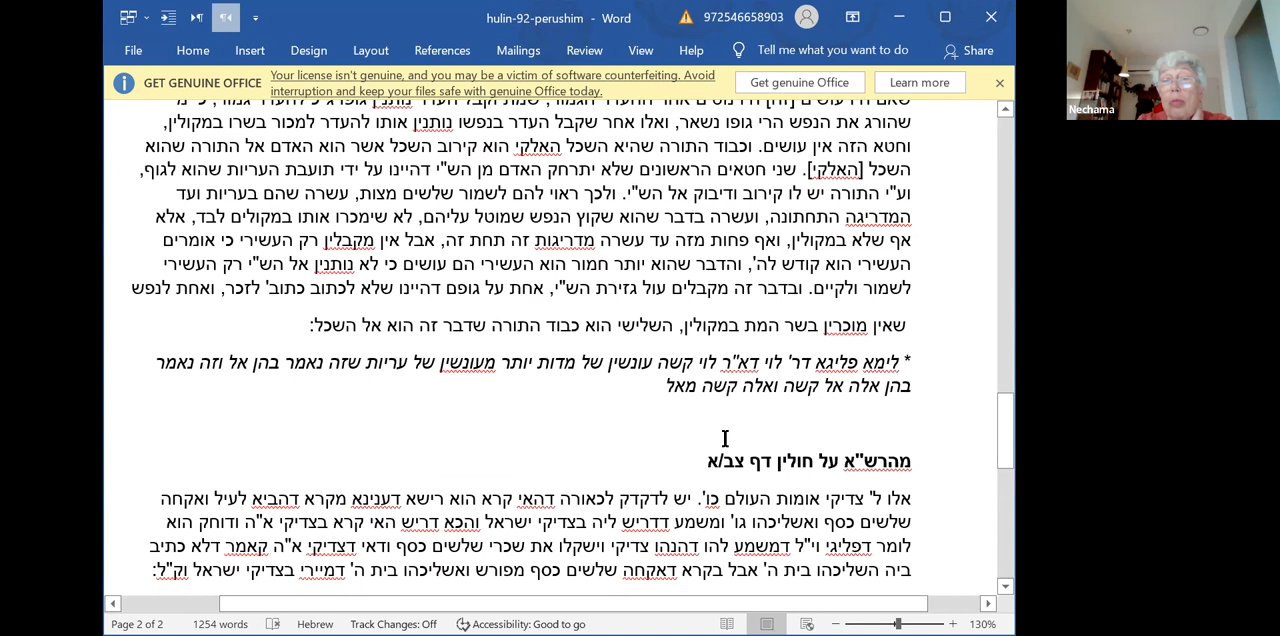 hulin-92-perushim - Word
972546658903
File Home Insert Design Layout References Mailings Review View Help Tell me what you want to do Share
GET GENUINE OFFICE Your license isn't genuine, and you may be a victim of software counterfeiting. Avoid interruption and keep your files safe with genuine Office today. Get genuine Office Learn more
Nechama
שהורג את הנפש הרי גופו נשאר, ואלו אחר שקבל העדר בנפשו נותנין גופו להעדר למכור בשרו במקולין,
וחטא הזה אין עושים. וכבוד התורה שהיא השכל האלקי הוא קירוב השכל אשר הוא האדם אל התורה שהוא
השכל [האלקי]. שני חטאים הראשונים שלא יתרחק האדם מן הש"י דהיינו על ידי תועבת העריות שהוא לגוף,
וע"י התורה יש לו קירוב ודיבוק אל הש"י. ולכך ראוי להם לשמור שלשים מצות, עשרה שהם בעריות ועד
המדריגה התחתונה, ועשרה בדבר שהוא שקוץ הנפש שמוטל עליהם, לא שימכרו אותו במקולים לבד, אלא
אף שלא במקולין, ואף פחות מזה עד עשרה מדריגות זה תחת זה, אבל אין מקבלין רק העשירי כי אומרים
העשירי הוא קודש לה', והדבר שהוא יותר חמור הוא העשירי הם עושים כי לא נותנין אל הש"י רק העשירי
לשמור ולקיים. ובדבר זה מקבלים עול גזירת הש"י, אחת על גופם דהיינו שלא לכתוב כתוב' לזכר, ואחת לנפש
שאין מוכרין בשר המת במקולין, השלישי הוא כבוד התורה שדבר זה הוא אל השכל:
* לימא פליגא דר' לוי דא"ר לוי קשה עונשין של מדות יותר מעונשין של עריות שזה נאמר בהן אל וזה נאמר
בהן אלה אל קשה ואלה קשה מאל
מהרש"א על חולין דף צב/א
אלו ל' צדיקי אומות העולם כו'. יש לדקדק לכאורה דהאי קרא הוא רישא דענינא מקרא דהביא לעיל ואקחה
שלשים כסף ואשליכהו גו' ומשמע דדריש ליה בצדיקי ישראל והכא דריש האי קרא בצדיקי א"ה ודוחק הוא
לומר דפליגי וי"ל דמשמע להו דהנהו צדיקי וישקלו את שכרי שלשים כסף ודאי דצדיקי א"ה קאמר דלא כתיב
ביה השליכהו בית ה' אבל בקרא דאקחה שלשים כסף מפורש ואשליכהו בית ה' דמיירי בצדיקי ישראל וק"ל:
Page 2 of 2 1254 words Hebrew Track Changes: Off Accessibility: Good to go 130%